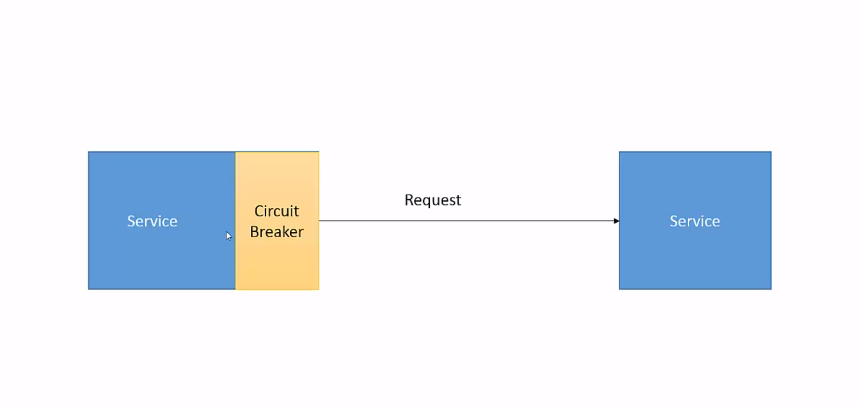 Service
Circuit
Breaker
Request
Service